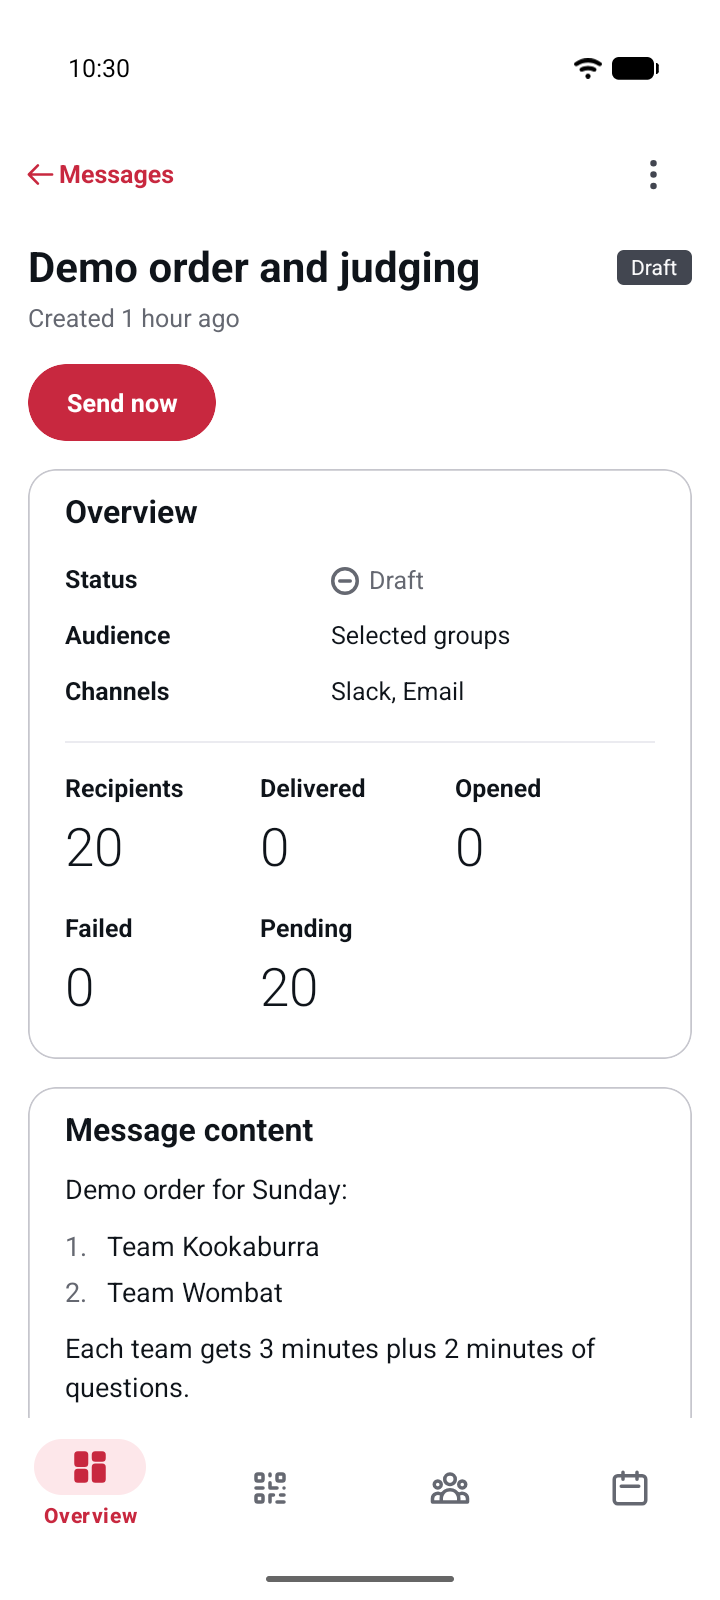 10:30
Messages
Demo order and judging
Draft
Created 1 hour ago
Send now
Overview
Status Draft
Audience Selected groups
Channels Slack, Email
Recipients Delivered Opened
20 0 0
Failed Pending
0 20
Message content
Demo order for Sunday:
1. Team Kookaburra
2. Team Wombat
Each team gets 3 minutes plus 2 minutes of
questions.
Overview